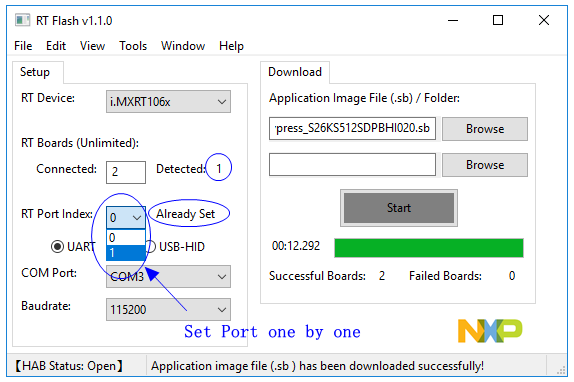 RT Flash v1.1.0
File Edit View Tools Window Help
Setup
RT Device: i.MXRT106x
RT Boards (Unlimited):
Connected: 2 Detected: 1
RT Port Index: 0 Already Set
0
1
UART USB-HID
COM Port: COM3
Baudrate: 115200
Download
Application Image File (.sb) / Folder:
press_S26KS512SDPBHI020.sb Browse
Browse
Start
00:12.292
Successful Boards: 2 Failed Boards: 0
Set Port one by one
NXP
【HAB Status: Open】 Application image file (.sb ) has been downloaded successfully!